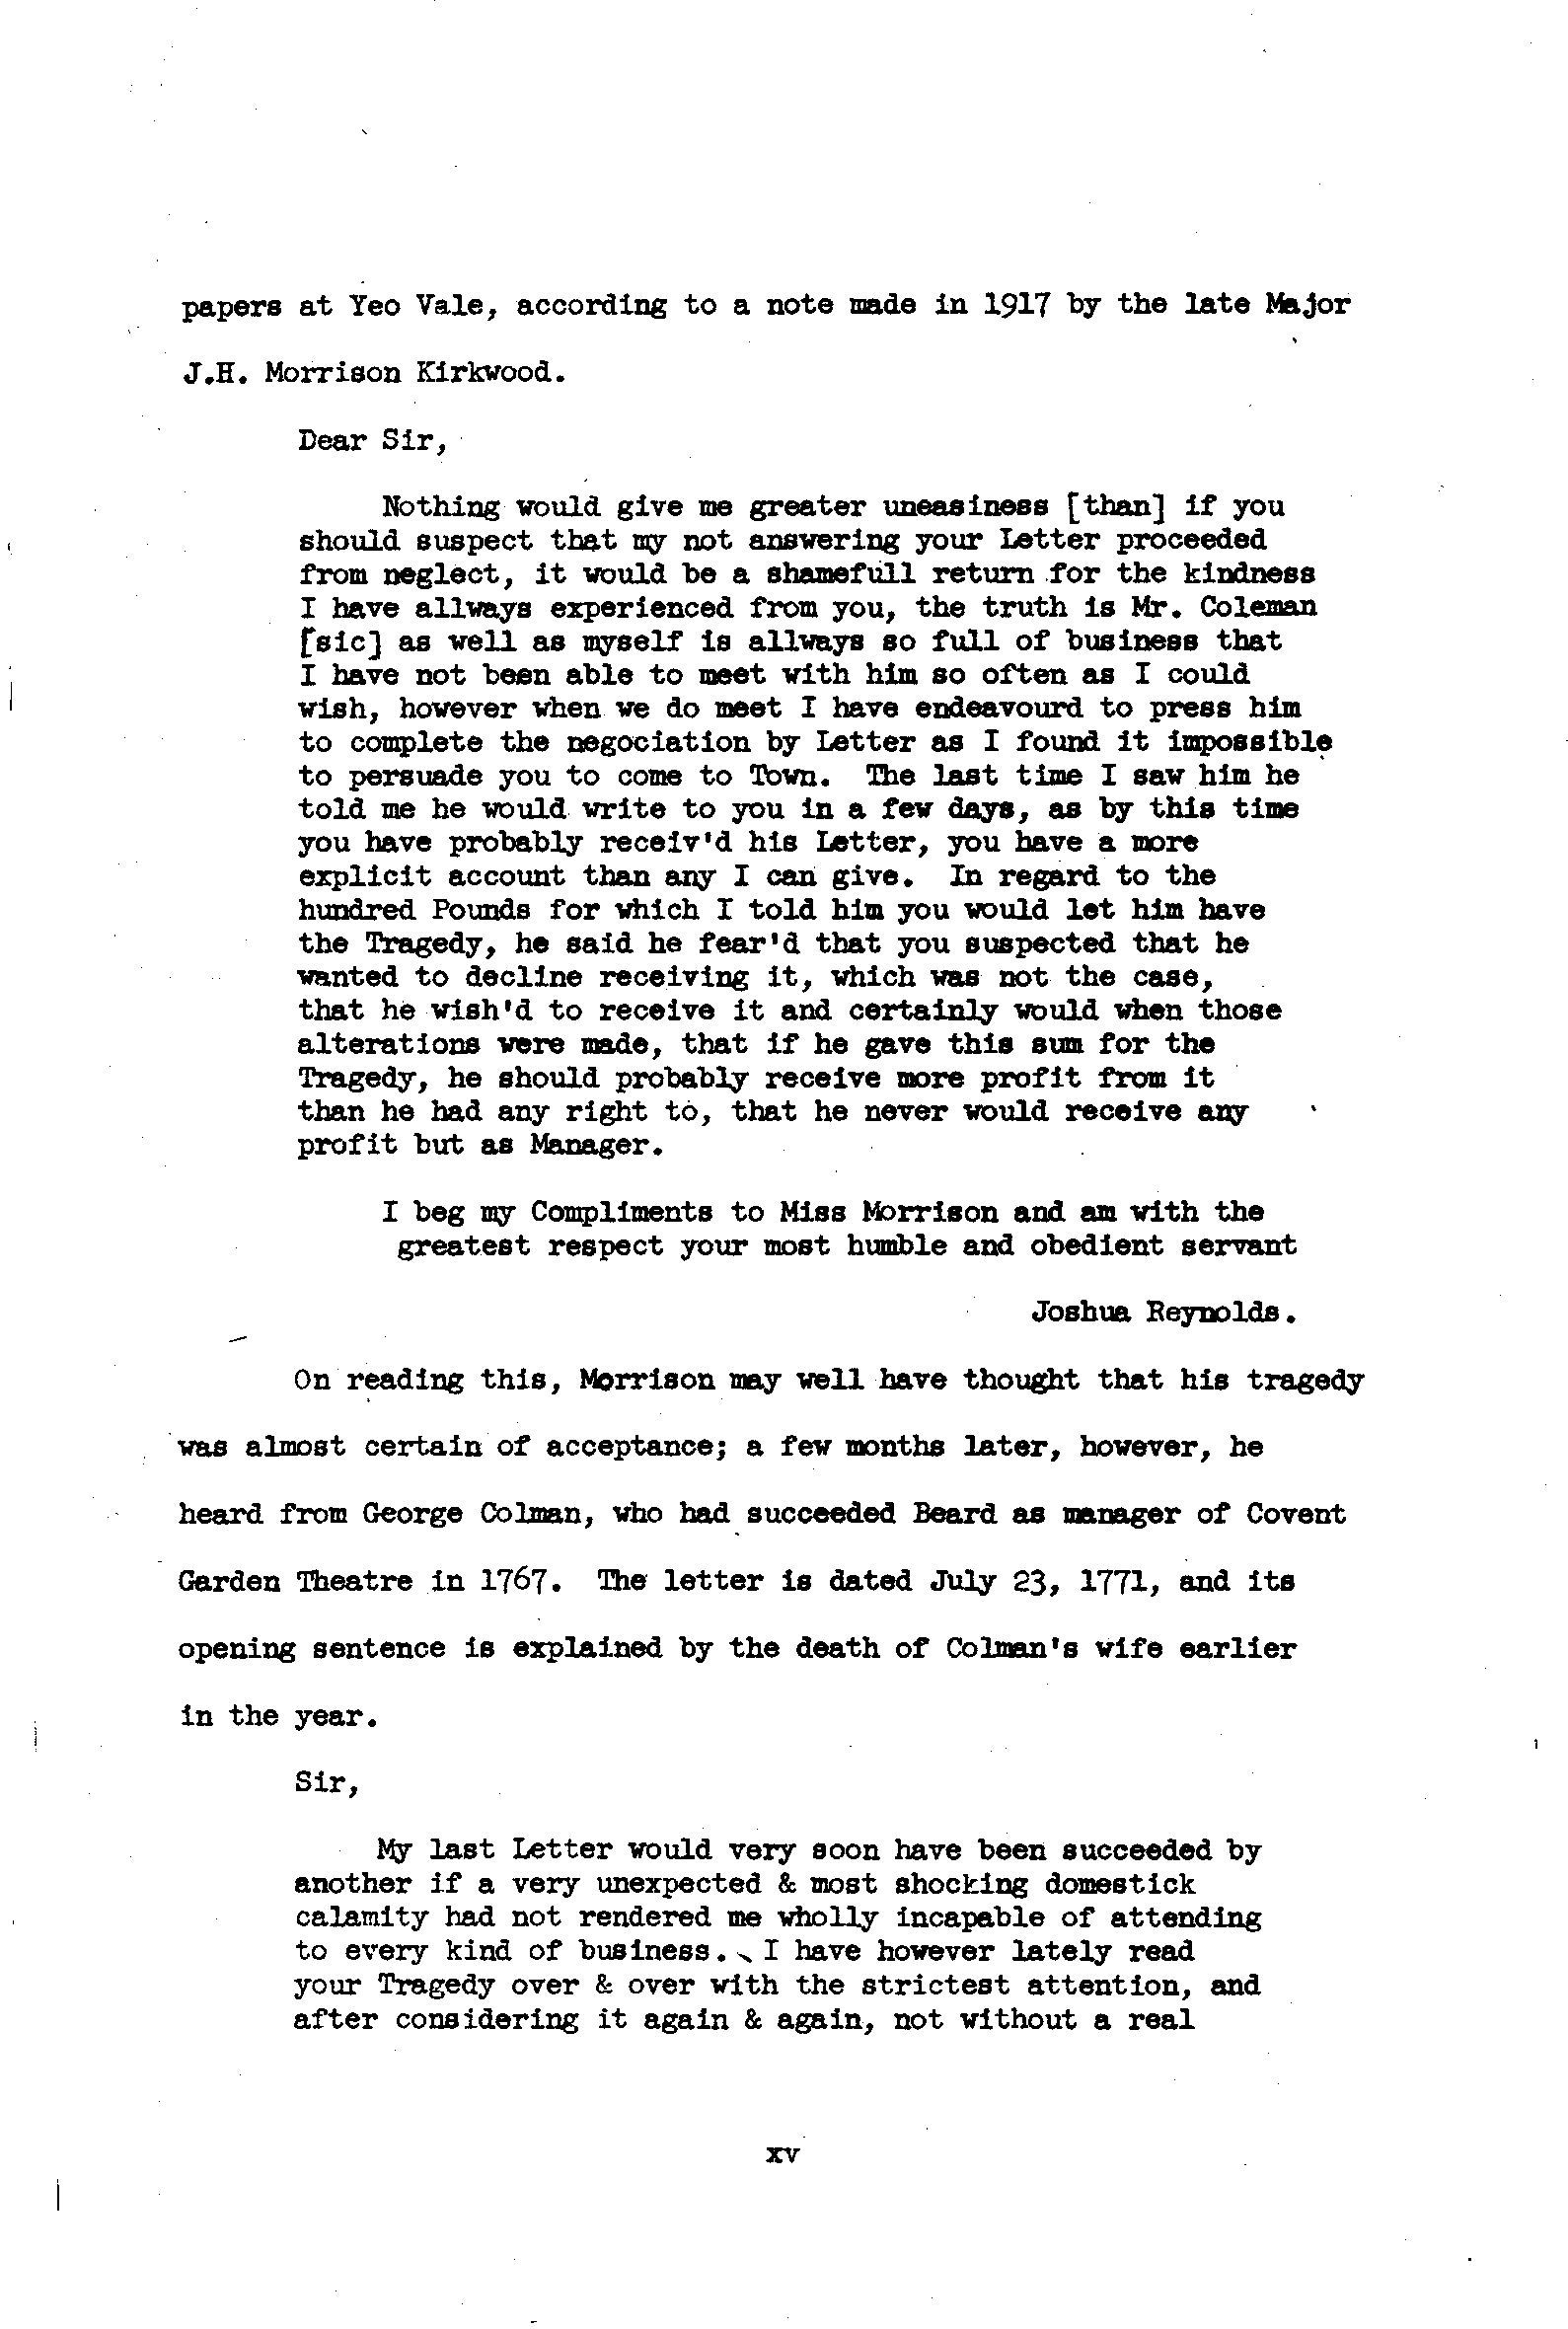 papers at Yeo Vale, according to a note made in 1917 by the late Major
J.H. Morrison Kirkwood.
Dear Sir,
Nothing would give me greater uneasiness [than] if you
should suspect that my not answering your Letter proceeded
from neglect, it would be a shamefull return for the kindness
I have allways experienced from you, the truth is Mr. Coleman
[sic] as well as myself is allways so full of business that
I have not been able to meet with him so often as I could
wish, however when we do meet I have endeavourd to press him
to complete the negociation by Letter as I found it impossible
to persuade you to come to Town. The last time I saw him he
told me he would write to you in a few days, as by this time
you have probably receiv'd his Letter, you have a more
explicit account than any I can give. In regard to the
hundred Pounds for which I told him you would let him have
the Tragedy, he said he fear'd that you suspected that he
wanted to decline receiving it, which was not the case,
that he wish'd to receive it and certainly would when those
alterations were made, that if he gave this sum for the
Tragedy, he should probably receive more profit from it
than he had any right to, that he never would receive any
profit but as Manager.
I beg my Compliments to Miss Morrison and am with the
greatest respect your most humble and obedient servant
Joshua Reynolds.
On reading this, Morrison may well have thought that his tragedy
was almost certain of acceptance; a few months later, however, he
heard from George Colman, who had succeeded Beard as manager of Covent
Garden Theatre in 1767. The letter is dated July 23, 1771, and its
opening sentence is explained by the death of Colman's wife earlier
in the year.
Sir,
My last Letter would very soon have been succeeded by
another if a very unexpected & most shocking domestick
calamity had not rendered me wholly incapable of attending
to every kind of business. I have however lately read
your Tragedy over & over with the strictest attention, and
after considering it again & again, not without a real
xv